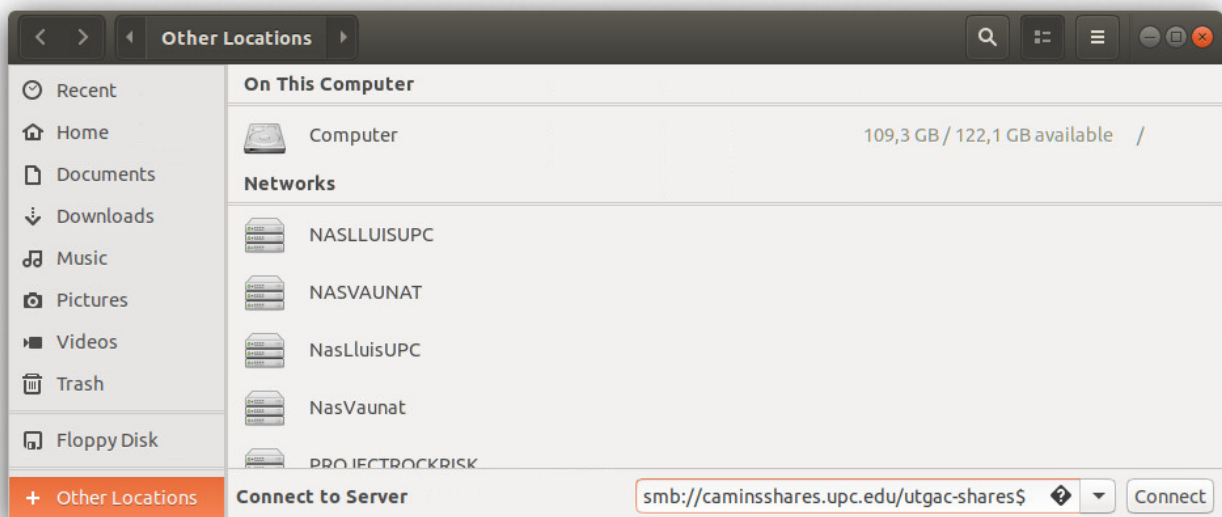 Other Locations
Recent
Home
Documents
Downloads
Music
Pictures
Videos
Trash
Floppy Disk
+ Other Locations
On This Computer
Computer 109,3 GB / 122,1 GB available /
Networks
NASLLUISUPC
NASVAUNAT
NasLluisUPC
NasVaunat
PROJECTROCKRISK
Connect to Server smb://caminsshares.upc.edu/utgac-shares$ Connect